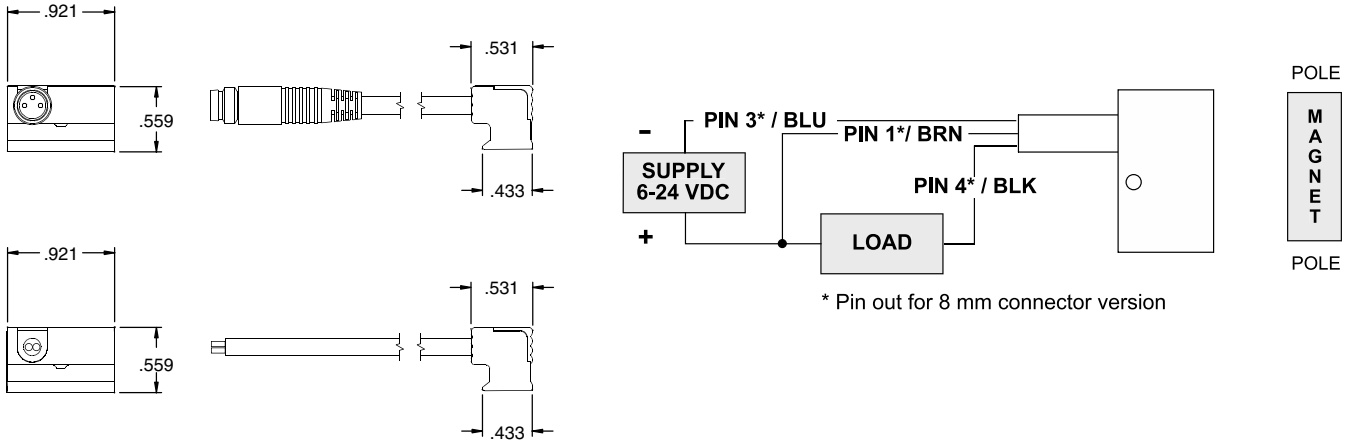 .921
.559
.531
.433
-
PIN 3* / BLU
PIN 1*/ BRN
SUPPLY
6-24 VDC
PIN 4* / BLK
+
LOAD
* Pin out for 8 mm connector version
POLE
MAGNET
POLE
.921
.559
.531
.433